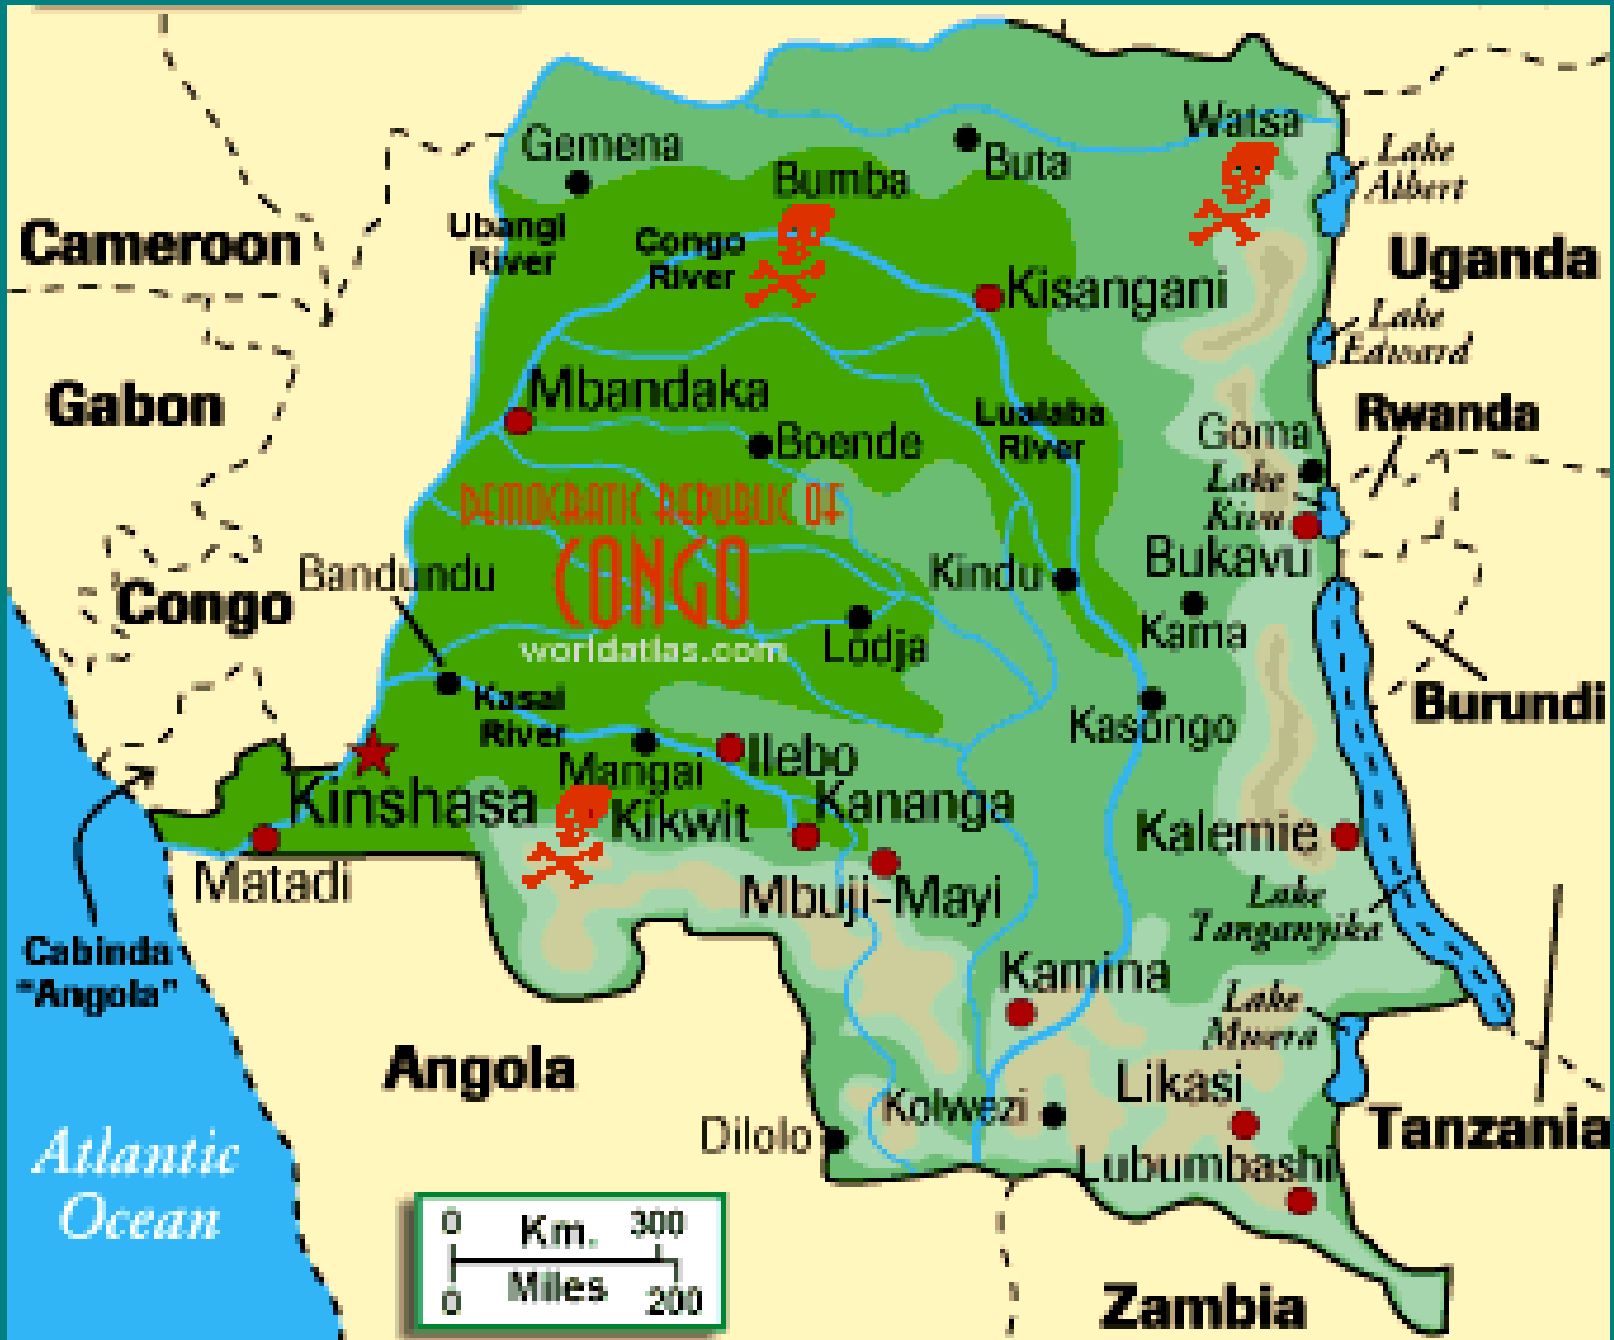 Watsa
Lake
Albert
Gemena
Buta
Bumba
Cameroon
Ubangi
River
Congo
River
Uganda
Kisangani
Lake
Edward
Mbandaka
Gabon
Lualaba
River
Rwanda
Goma
Boende
Lake
Kivu
DEMOCRATIC REPUBLIC OF
CONGO
Bukavu
Bandundu
Kindu
Congo
Kama
Lodja
worldatlas.com
Kasai
River
Burundi
Kasongo
Ilebo
Mangai
Kinshasa
Kikwit
Kananga
Kalemie
Matadi
Mbuji-Mayi
Lake
Tanganyika
Cabinda
"Angola"
Kamina
Lake
Mweru
Angola
Likasi
Kolwezi
Dilolo
Tanzania
Atlantic
Ocean
Lubumbashi
0 Km. 300
Miles
0 200
Zambia